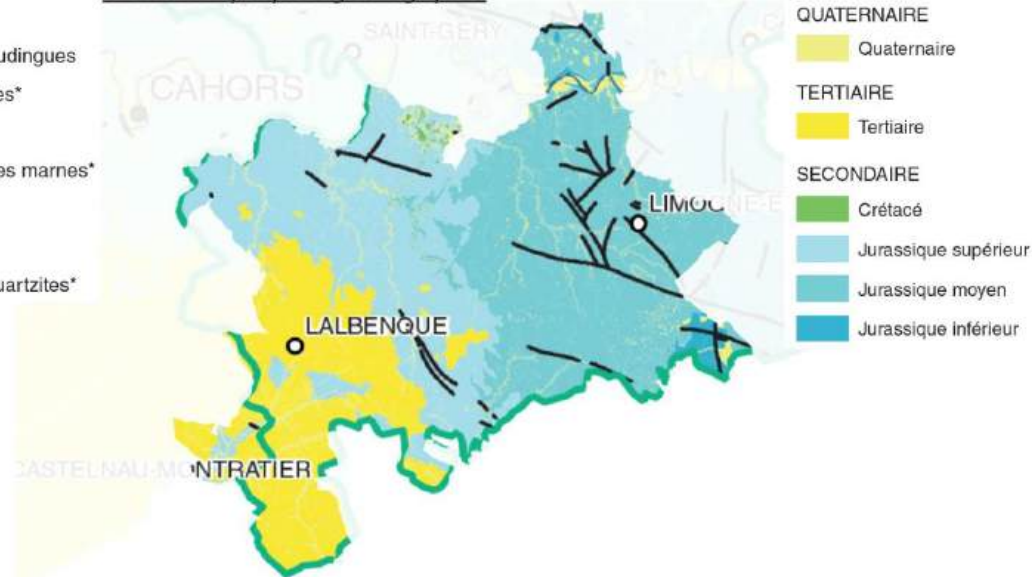 udingues
es*
es marnes*
uartzites*
SAINT-GÉRY
CAHORS
LIMOGNE-E
LALBENQUE
CASTELNAU-MONTRATIER
QUATERNAIRE
Quaternaire
TERTIAIRE
Tertiaire
SECONDAIRE
Crétacé
Jurassique supérieur
Jurassique moyen
Jurassique inférieur